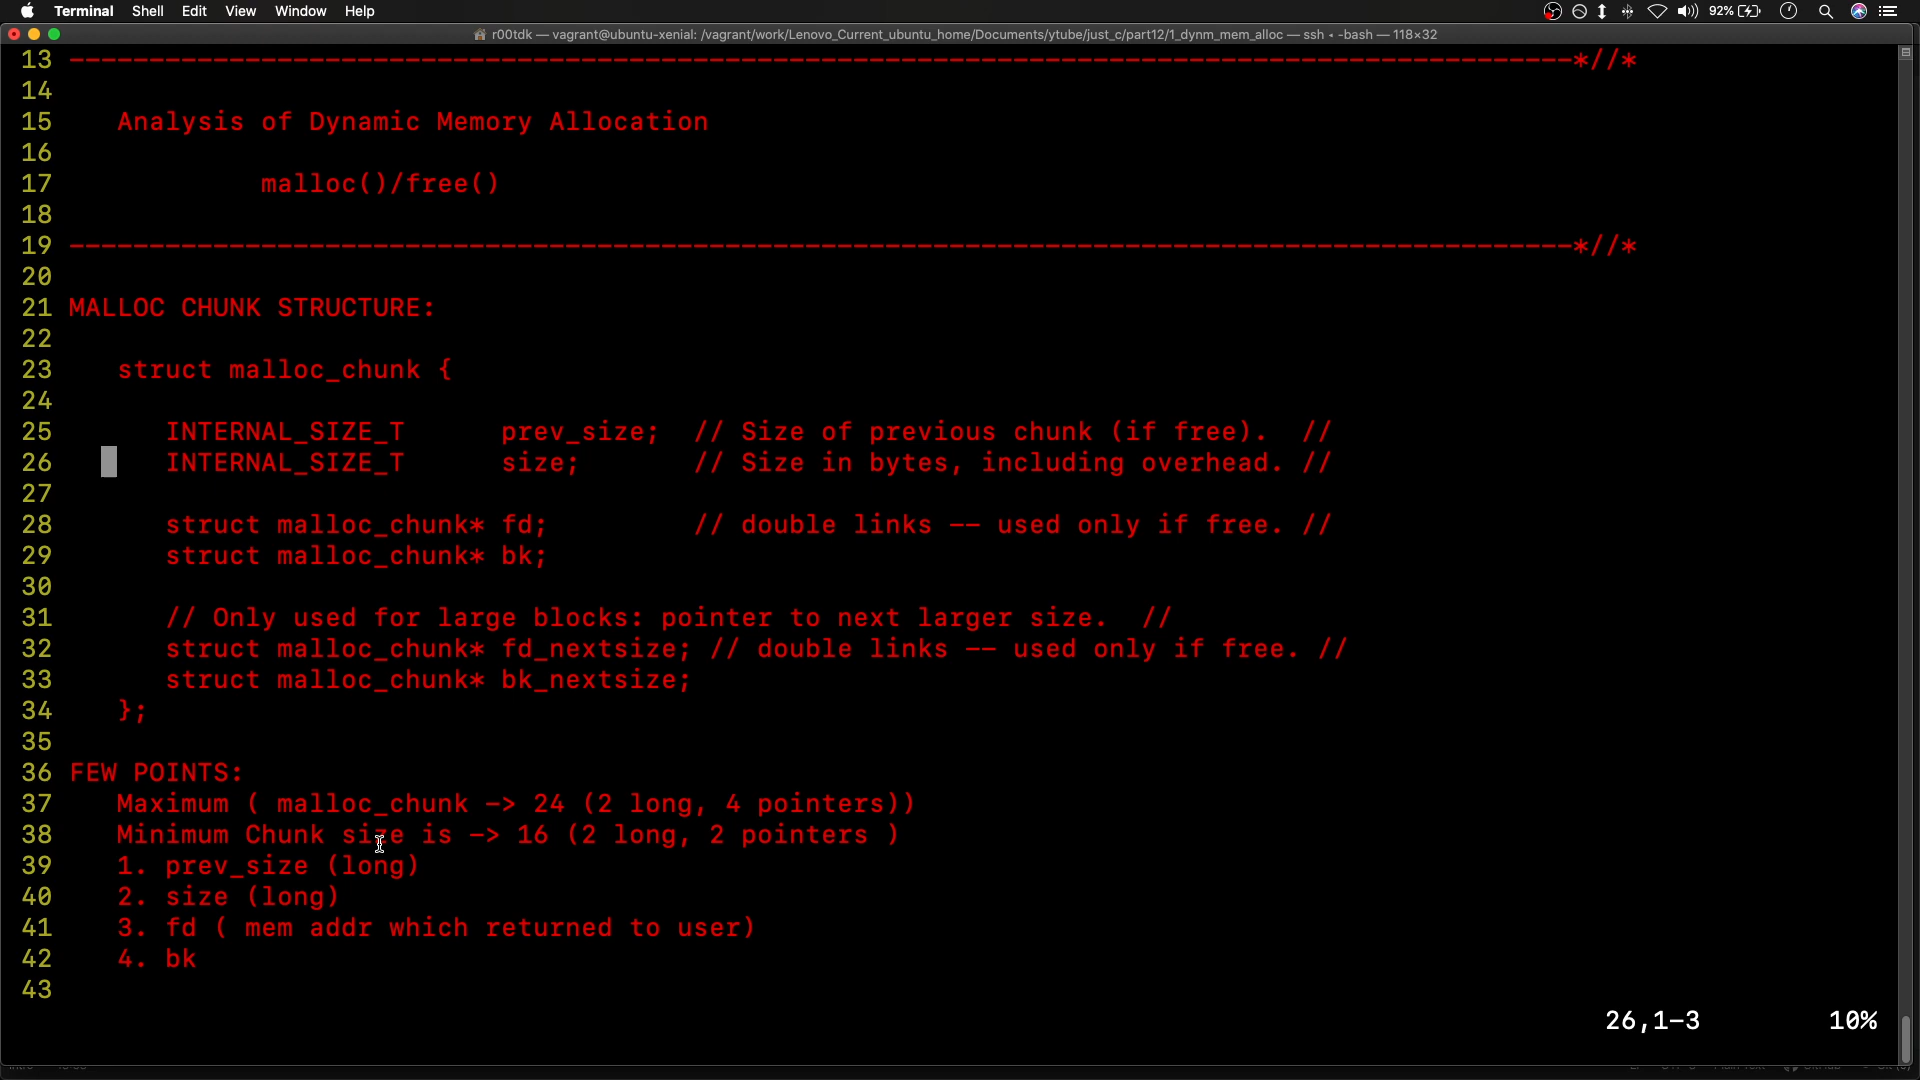 Terminal Shell Edit View Window Help 92%
r00tdk — vagrant@ubuntu-xenial: /vagrant/work/Lenovo_Current_ubuntu_home/Documents/ytube/just_c/part12/1_dynm_mem_alloc — ssh ◂ -bash — 118×32
13 ----------------------------------------------------------------------------------------------*//*
14
15 Analysis of Dynamic Memory Allocation
16
17 malloc()/free()
18
19 ----------------------------------------------------------------------------------------------*//*
20
21 MALLOC CHUNK STRUCTURE:
22
23 struct malloc_chunk {
24
25 INTERNAL_SIZE_T prev_size; // Size of previous chunk (if free). //
26 INTERNAL_SIZE_T size; // Size in bytes, including overhead. //
27
28 struct malloc_chunk* fd; // double links -- used only if free. //
29 struct malloc_chunk* bk;
30
31 // Only used for large blocks: pointer to next larger size. //
32 struct malloc_chunk* fd_nextsize; // double links -- used only if free. //
33 struct malloc_chunk* bk_nextsize;
34 };
35
36 FEW POINTS:
37 Maximum ( malloc_chunk -> 24 (2 long, 4 pointers))
38 Minimum Chunk size is -> 16 (2 long, 2 pointers )
39 1. prev_size (long)
40 2. size (long)
41 3. fd ( mem addr which returned to user)
42 4. bk
43
26,1-3 10%